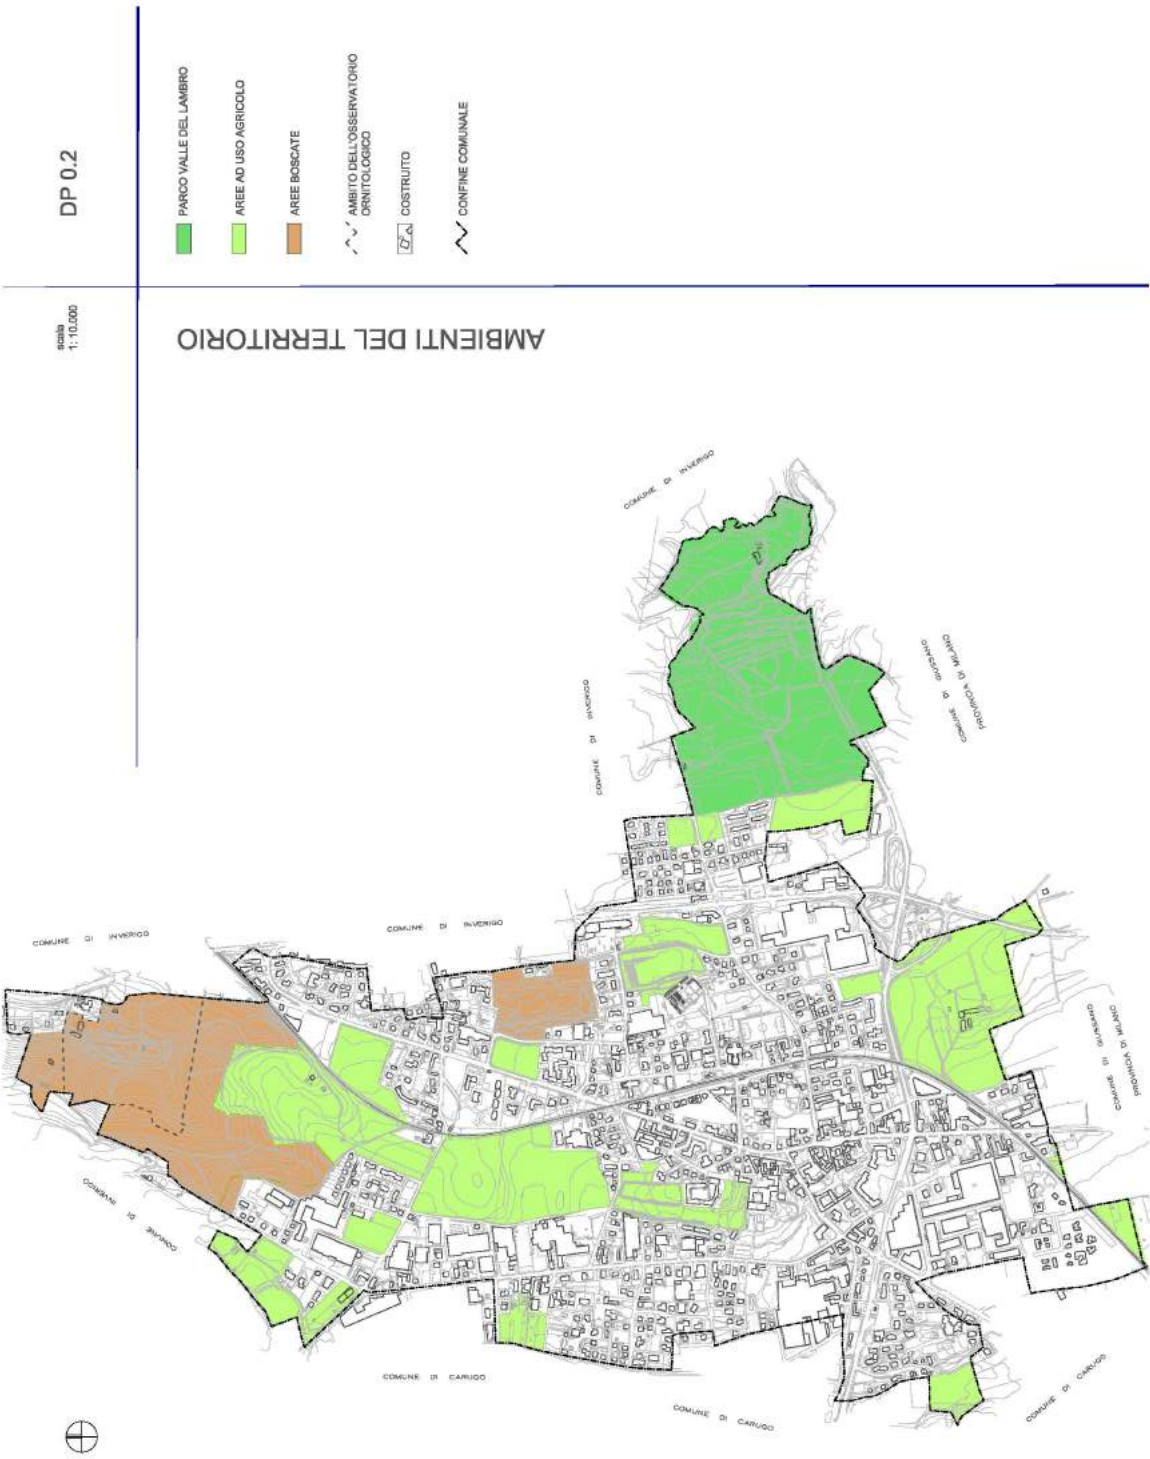 DP 0.2
scala
1: 10.000
PARCO VALLE DEL LAMBRO
AREE AD USO AGRICOLO
AREE BOSCATE
AMBITO DELL'OSSERVATORIO
ORNITOLOGICO
COSTRUITO
CONFINE COMUNALE
AMBIENTI DEL TERRITORIO
COMUNE DI INVERIGO
COMUNE DI INVERIGO
COMUNE DI GIUSSANO
PROVINCIA DI MILANO
COMUNE DI INVERIGO
COMUNE DI INVERIGO
COMUNE DI INVERIGO
COMUNE DI GIUSSANO
PROVINCIA DI MILANO
COMUNE DI CARUGO
COMUNE DI CARUGO
COMUNE DI CARUGO